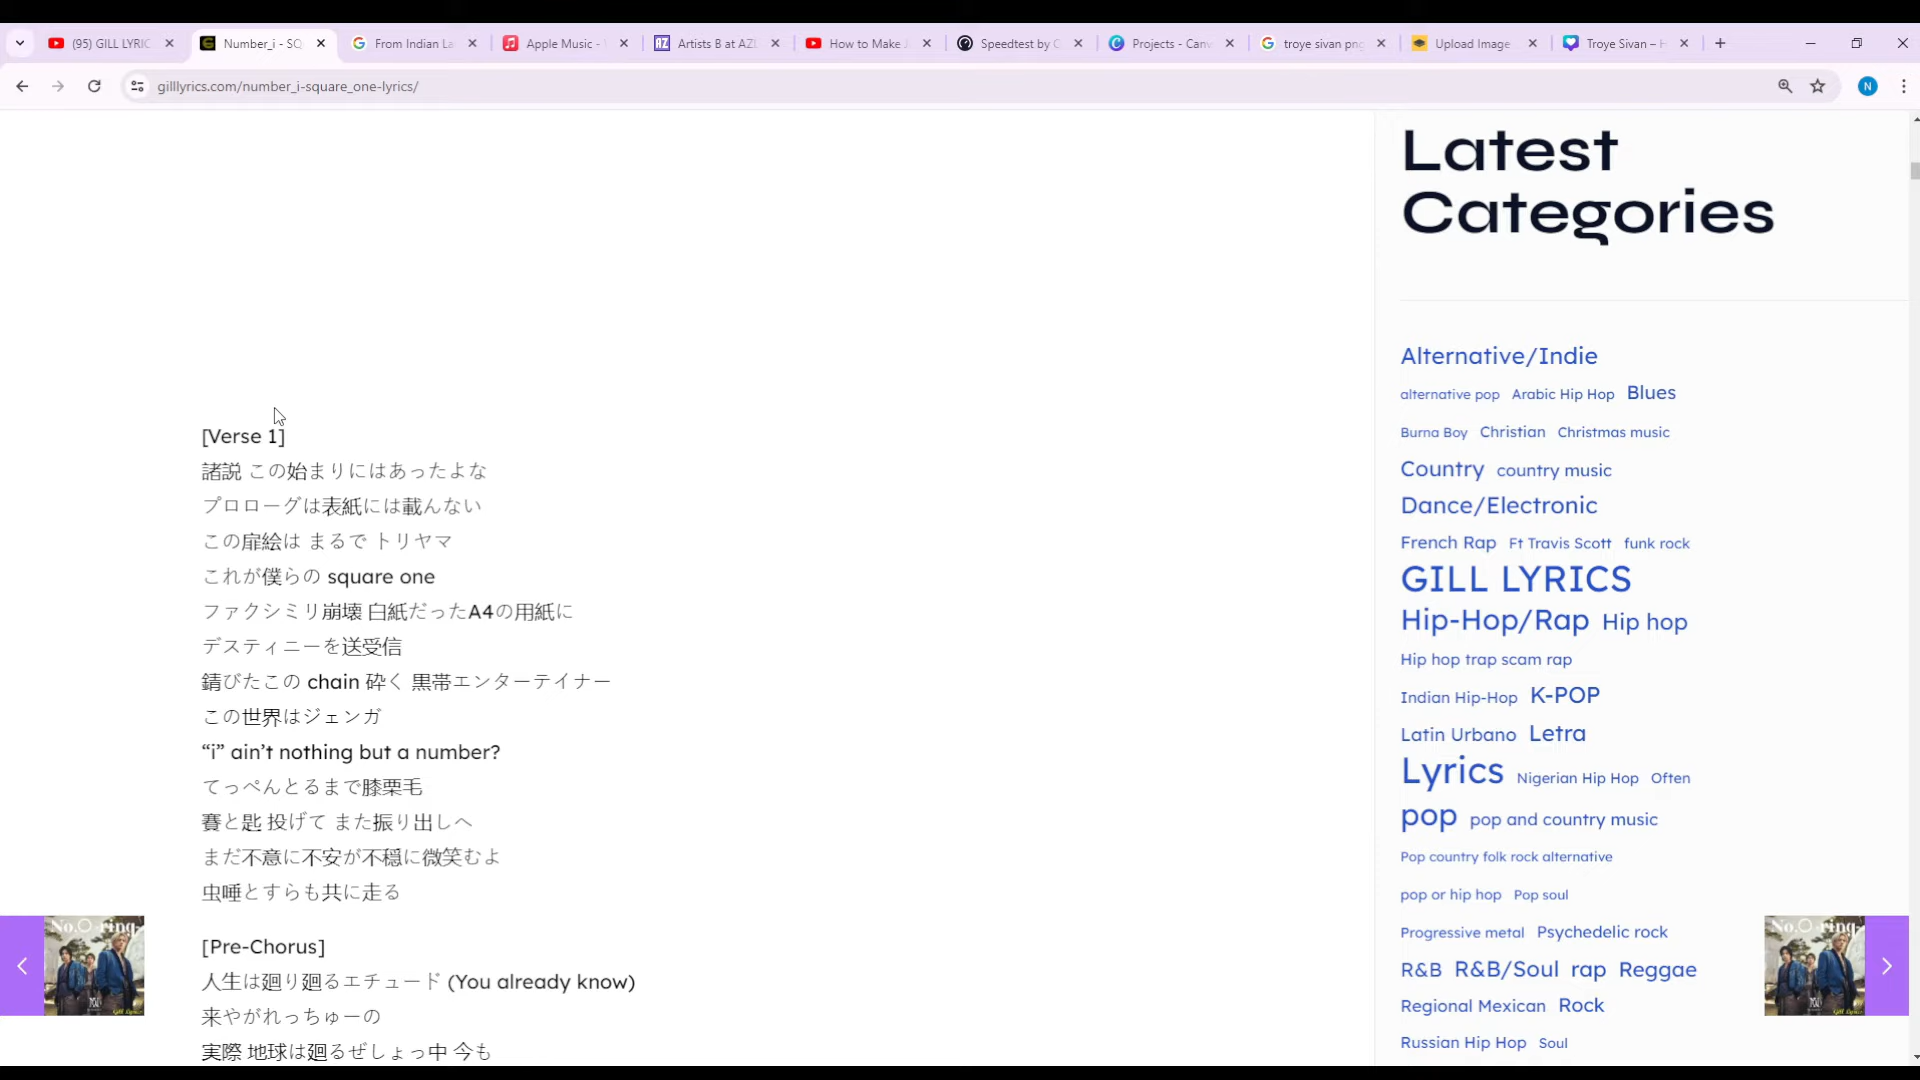 (95) GILL LYRIC
Number_i - SQ
From Indian La
Apple Music -
Artists B at AZL
How to Make
Speedtest by C
Projects - Canv
troye sivan png
Upload Image
Troye Sivan – H
gilllyrics.com/number_i-square_one-lyrics/
N
[Verse 1]
諸説 この始まりにはあったよな
プロローグは表紙には載んない
この扉絵は まるで トリヤマ
これが僕らの square one
ファクシミリ崩壊 白紙だったA4の用紙に
デスティニーを送受信
錆びたこの chain 砕く 黒帯エンターテイナー
この世界はジェンガ
“i” ain’t nothing but a number?
てっぺんとるまで膝栗毛
賽と匙 投げて また振り出しへ
まだ不意に不安が不穏に微笑むよ
虫唾とすらも共に走る
[Pre-Chorus]
人生は廻り廻るエチュード (You already know)
来やがれっちゅーの
実際 地球は廻るぜしょっ中 今も
Latest
Categories
Alternative/Indie
alternative pop Arabic Hip Hop Blues
Burna Boy Christian Christmas music
Country country music
Dance/Electronic
French Rap Ft Travis Scott funk rock
GILL LYRICS
Hip-Hop/Rap Hip hop
Hip hop trap scam rap
Indian Hip-Hop K-POP
Latin Urbano Letra
Lyrics Nigerian Hip Hop Often
pop pop and country music
Pop country folk rock alternative
pop or hip hop Pop soul
Progressive metal Psychedelic rock
R&B R&B/Soul rap Reggae
Regional Mexican Rock
Russian Hip Hop Soul
No.O -ring-
Gill Lyrics
No.O -ring-
Gill Lyrics